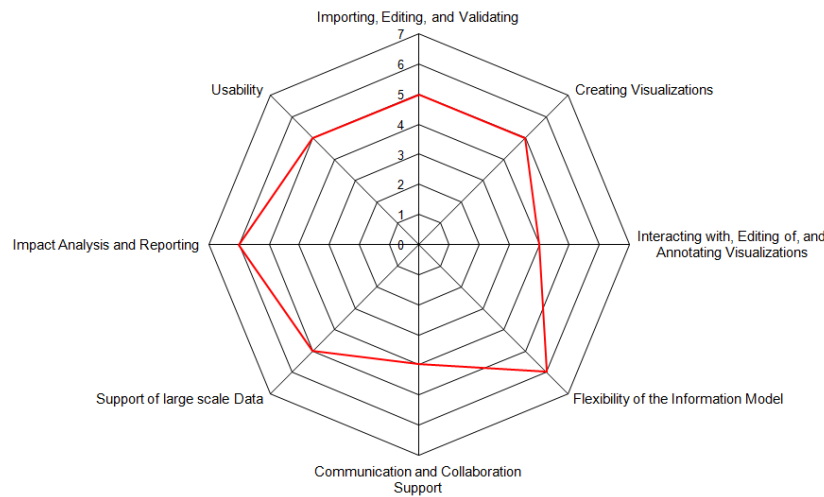 Importing, Editing, and Validating
7
6
Usability
Creating Visualizations
5
4
3
2
1
Impact Analysis and Reporting
0
Interacting with, Editing of, and
Annotating Visualizations
Support of large scale Data
Flexibility of the Information Model
Communication and Collaboration
Support